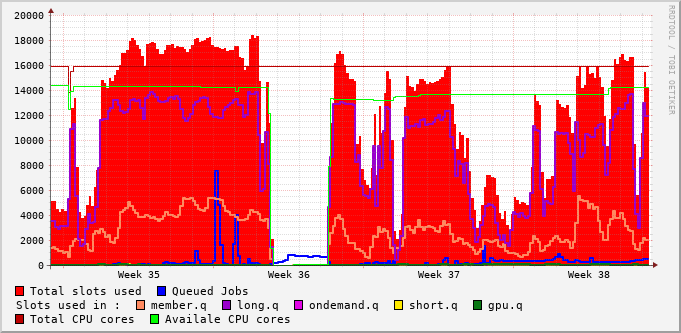 20000
18000
16000
14000
12000
10000
8000
6000
4000
2000
0
Week 35 Week 36 Week 37 Week 38
RRDTOOL / TOBI OETIKER
Total slots used Queued Jobs
Slots used in : member.q long.q ondemand.q short.q gpu.q
Total CPU cores Availale CPU cores